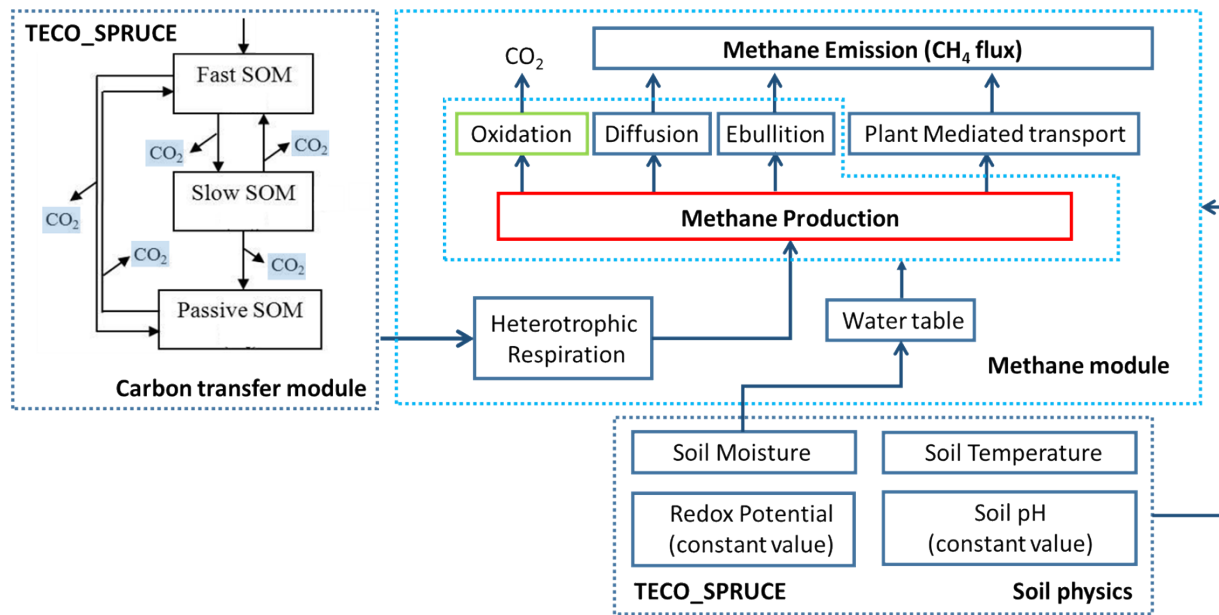 TECO_SPRUCE
Fast SOM
CO2
CO2
Slow SOM
CO2
CO2
CO2
Passive SOM
Carbon transfer module
Methane Emission (CH4 flux)
CO2
Oxidation
Diffusion
Ebullition
Plant Mediated transport
Methane Production
Heterotrophic
Respiration
Water table
Methane module
Soil Moisture
Soil Temperature
Redox Potential
(constant value)
Soil pH
(constant value)
TECO_SPRUCE
Soil physics